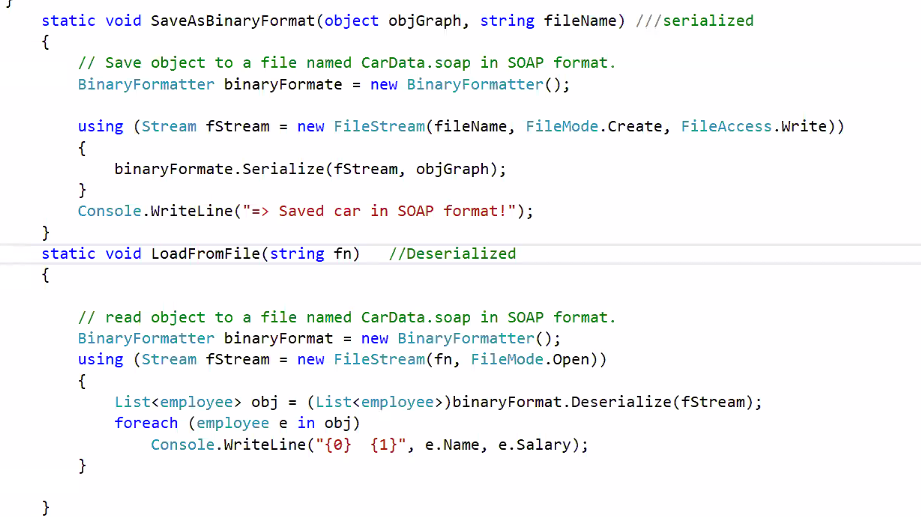 }
static void SaveAsBinaryFormat(object objGraph, string fileName) ///serialized
{
// Save object to a file named CarData.soap in SOAP format.
BinaryFormatter binaryFormate = new BinaryFormatter();
using (Stream fStream = new FileStream(fileName, FileMode.Create, FileAccess.Write))
{
binaryFormate.Serialize(fStream, objGraph);
}
Console.WriteLine("=> Saved car in SOAP format!");
}
static void LoadFromFile(string fn) //Deserialized
{
// read object to a file named CarData.soap in SOAP format.
BinaryFormatter binaryFormat = new BinaryFormatter();
using (Stream fStream = new FileStream(fn, FileMode.Open))
{
List<employee> obj = (List<employee>)binaryFormat.Deserialize(fStream);
foreach (employee e in obj)
Console.WriteLine("{0} {1}", e.Name, e.Salary);
}
}